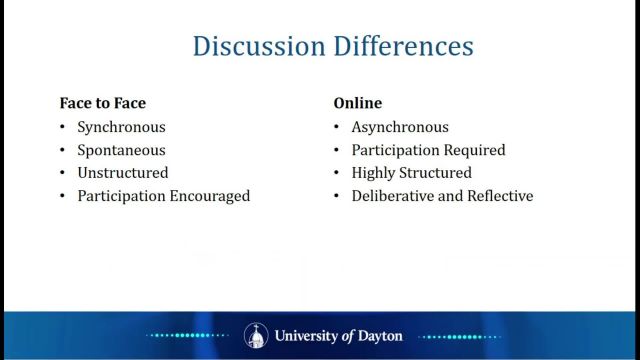 Discussion Differences
Face to Face
• Synchronous
• Spontaneous
• Unstructured
• Participation Encouraged
Online
• Asynchronous
• Participation Required
• Highly Structured
• Deliberative and Reflective
University of Dayton